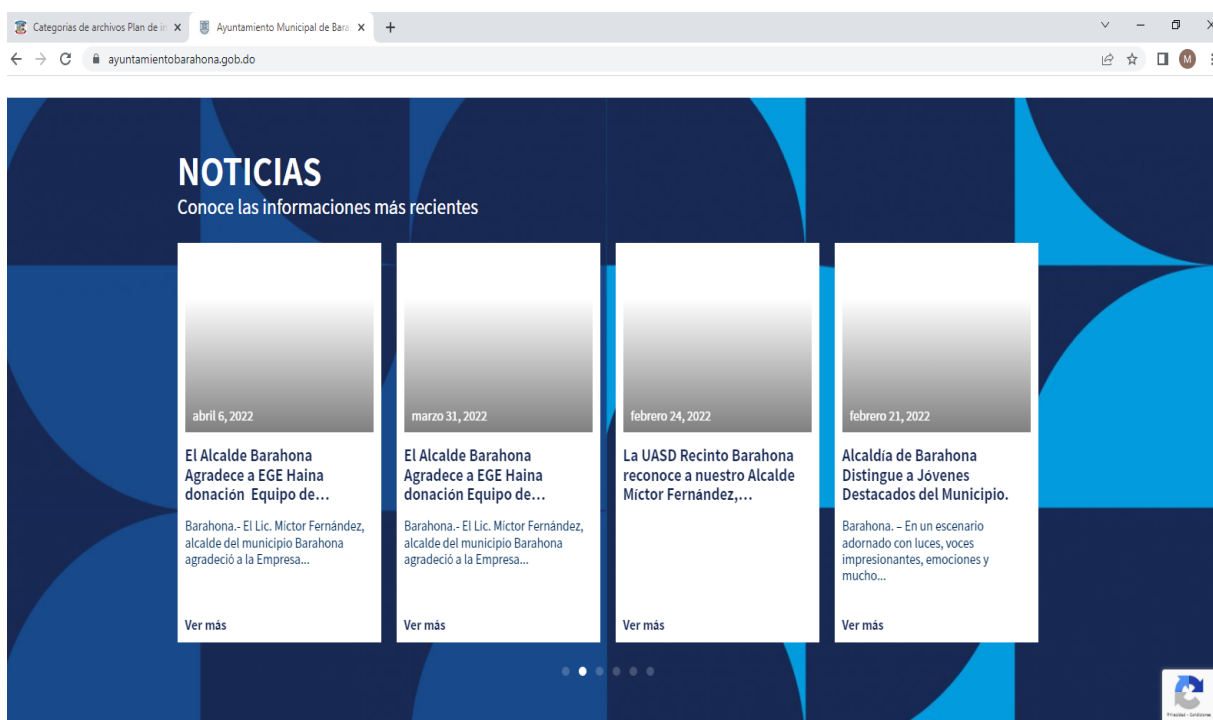 Categorias de archivos Plan de in
Ayuntamiento Municipal de Bara
ayuntamientobarahona.gob.do
M
NOTICIAS
Conoce las informaciones más recientes
abril 6, 2022
El Alcalde Barahona
Agradece a EGE Haina
donación Equipo de...
Barahona.- El Lic. Míctor Fernández,
alcalde del municipio Barahona
agradeció a la Empresa...
Ver más
marzo 31, 2022
El Alcalde Barahona
Agradece a EGE Haina
donación Equipo de...
Barahona.- El Lic. Míctor Fernández,
alcalde del municipio Barahona
agradeció a la Empresa...
Ver más
febrero 24, 2022
La UASD Recinto Barahona
reconoce a nuestro Alcalde
Míctor Fernández,...
Ver más
febrero 21, 2022
Alcaldía de Barahona
Distingue a Jóvenes
Destacados del Municipio.
Barahona. – En un escenario
adornado con luces, voces
impresionantes, emociones y
mucho...
Ver más
Privacidad - Condiciones